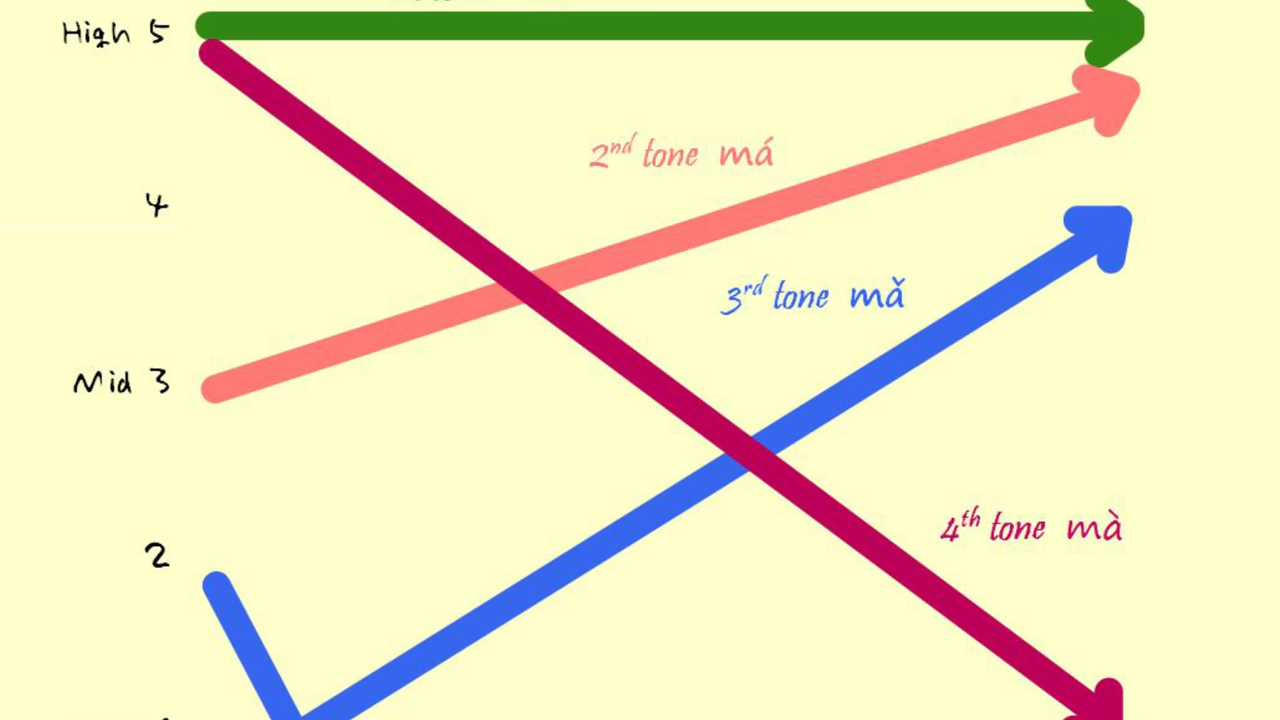 High 5
2nd tone má
4
3rd tone mǎ
Mid 3
4th tone mà
2